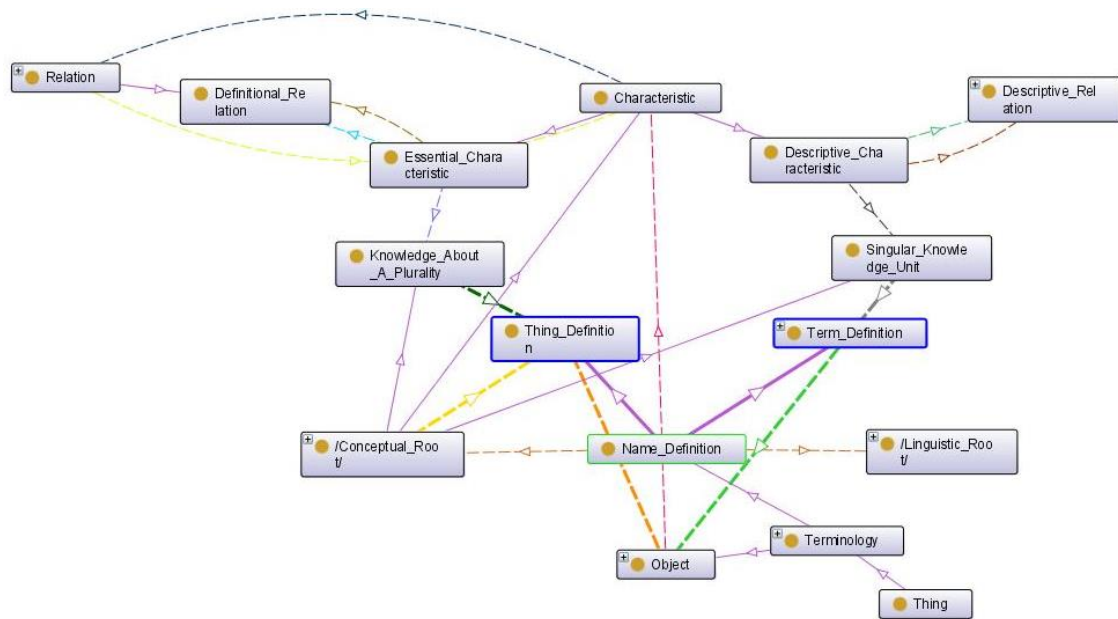 Relation
Definitional_Re
lation
Characteristic
Descriptive_Rel
ation
Essential_Chara
cteristic
Descriptive_Cha
racteristic
Knowledge_About
_A_Plurality
Singular_Knowle
dge_Unit
Thing_Definitio
n
Term_Definition
/Conceptual_Roo
t/
Name_Definition
/Linguistic_Roo
t/
Terminology
Object
Thing